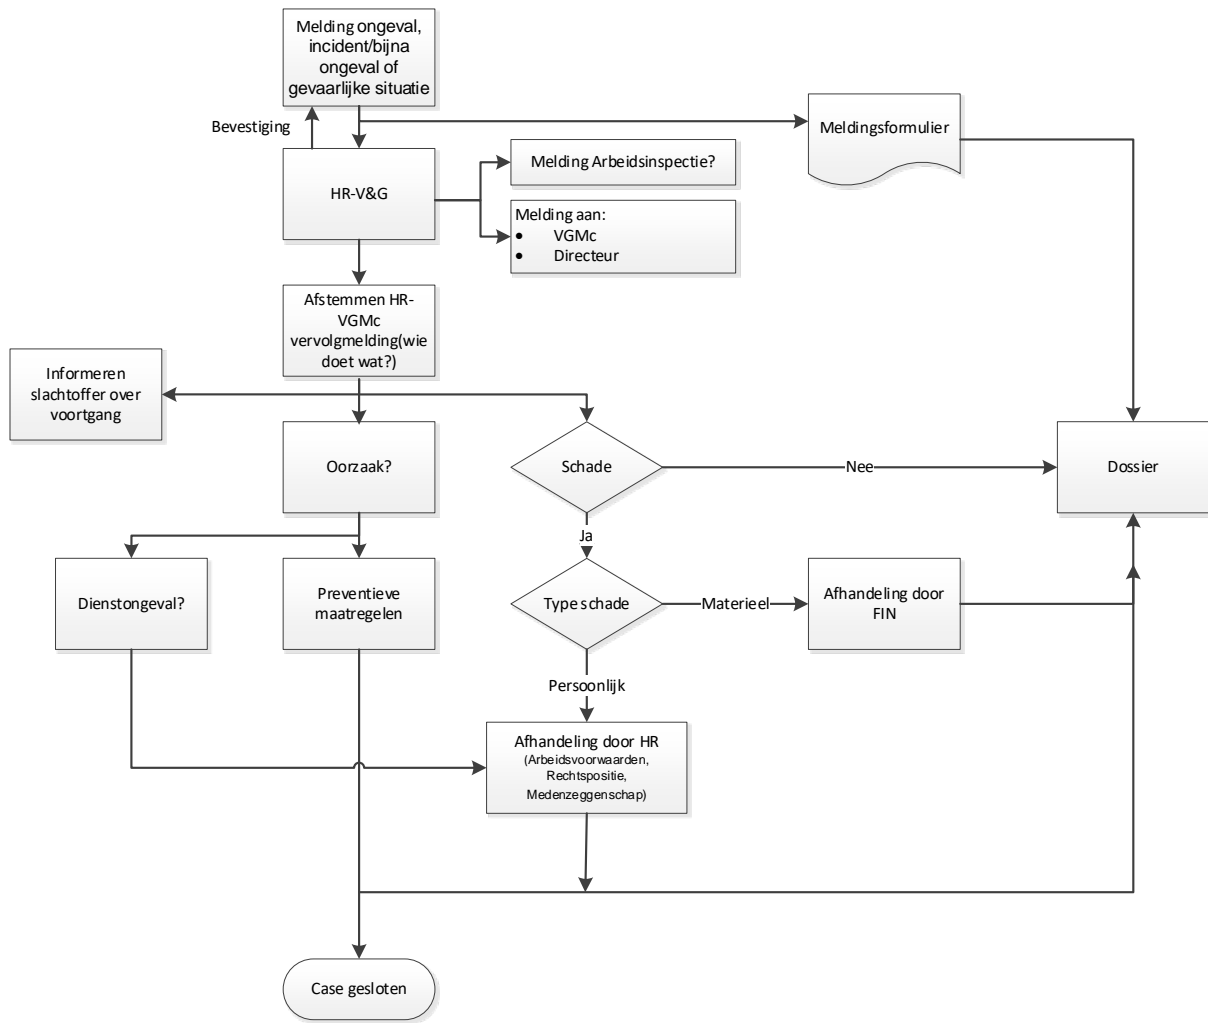 Melding ongeval,
incident/bijna
ongeval of
gevaarlijke situatie
Bevestiging
Meldingsformulier
Melding Arbeidsinspectie?
HR-V&G
Melding aan:
• VGMc
• Directeur
Afstemmen HR-
VGMc
vervolgmelding(wie
doet wat?)
Informeren
slachtoffer over
voortgang
Oorzaak?
Schade
Nee
Dossier
Ja
Dienstongeval?
Preventieve
maatregelen
Type schade
Materieel
Afhandeling door
FIN
Persoonlijk
Afhandeling door HR
(Arbeidsvoorwaarden,
Rechtspositie,
Medenzeggenschap)
Case gesloten